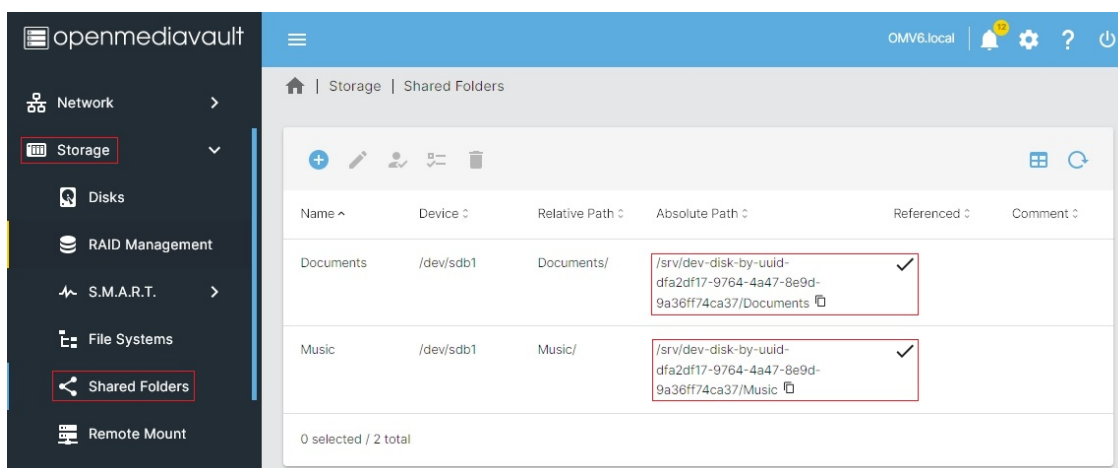 openmediavault
OMV6.local
12
?
Network
Storage
Disks
RAID Management
S.M.A.R.T.
File Systems
Shared Folders
Remote Mount
| Storage | Shared Folders
Name Device Relative Path Absolute Path Referenced Comment
Documents /dev/sdb1 Documents/ /srv/dev-disk-by-uuid-
dfa2df17-9764-4a47-8e9d-
9a36ff74ca37/Documents
Music /dev/sdb1 Music/ /srv/dev-disk-by-uuid-
dfa2df17-9764-4a47-8e9d-
9a36ff74ca37/Music
0 selected / 2 total